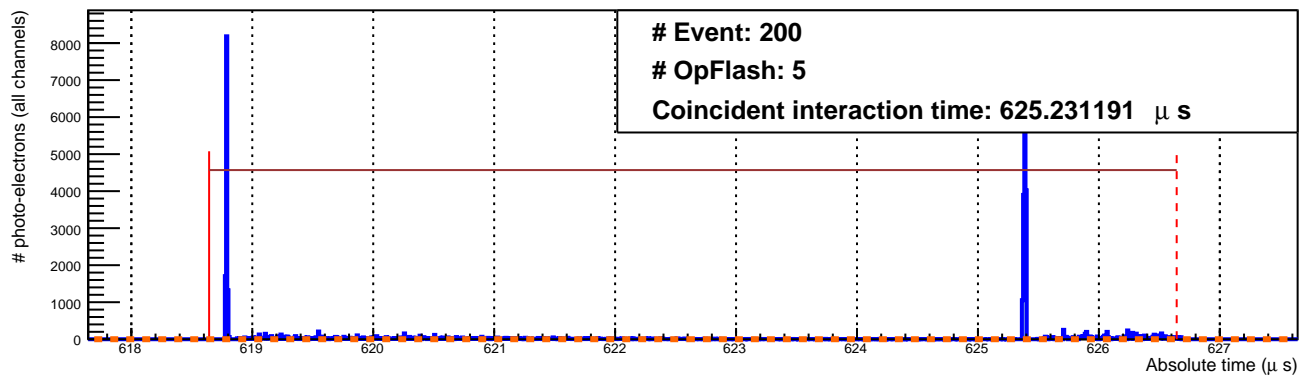 # Event: 200
# OpFlash: 5
Coincident interaction time: 625.231191 μ s
# photo-electrons (all channels)
8000
7000
6000
5000
4000
3000
2000
1000
0
618 619 620 621 622 623 624 625 626 627
Absolute time (μ s)